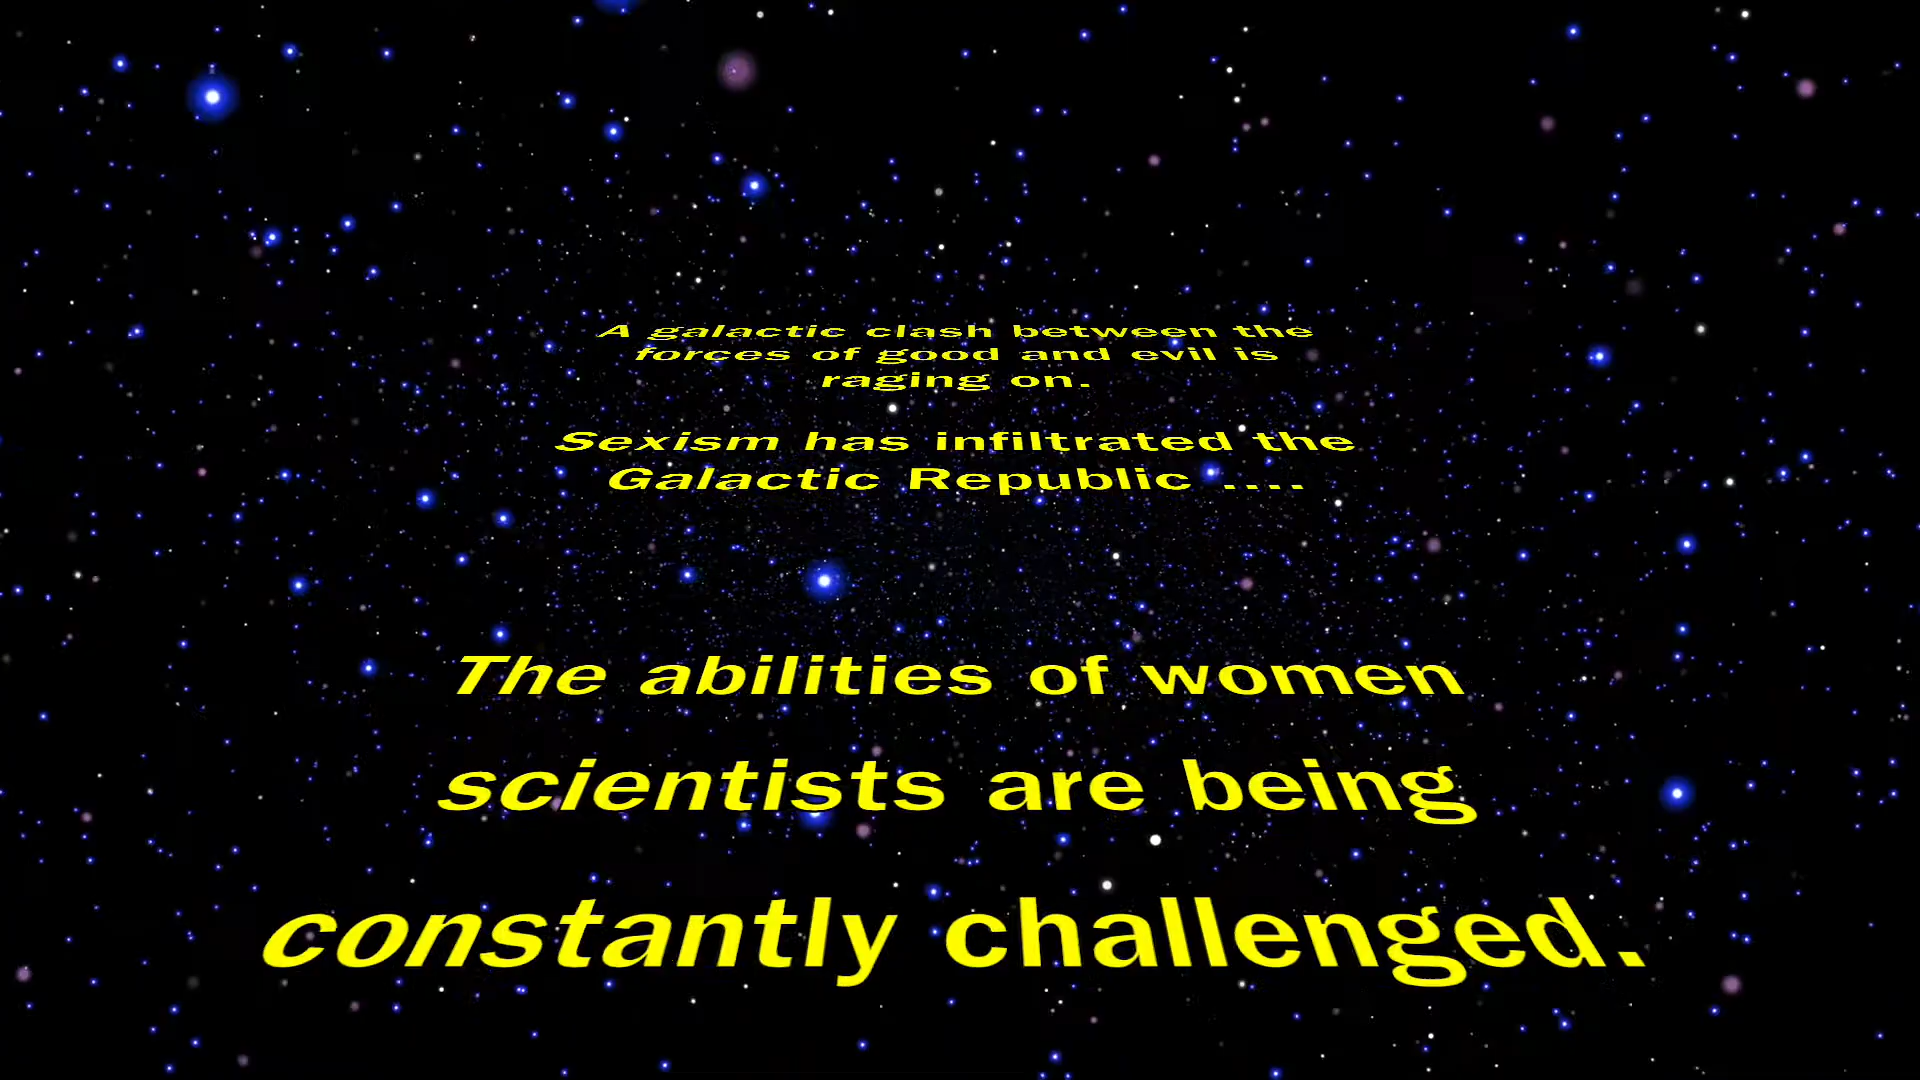 A galactic clash between the
forces of good and evil is
raging on.
Sexism has infiltrated the
Galactic Republic ....
The abilities of women
scientists are being
constantly challenged.